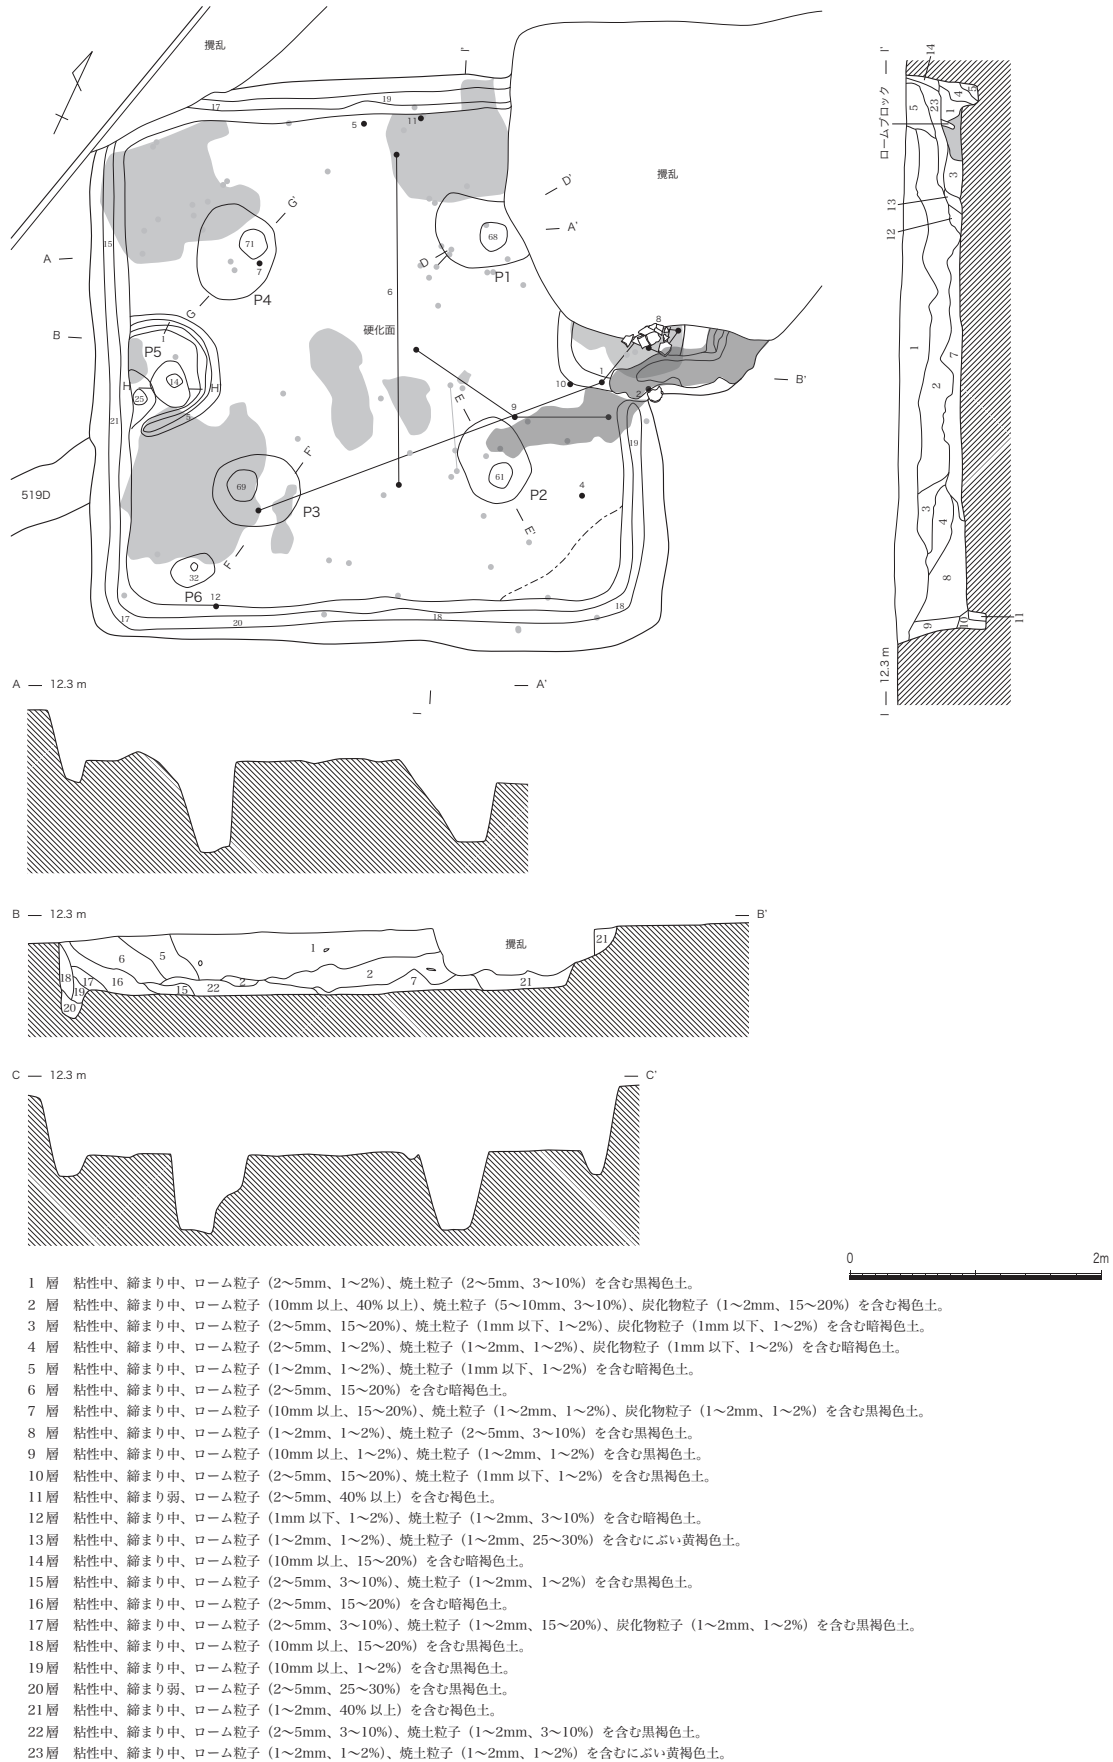 攪乱
I'
17
19
5
11
G'
攪乱
D'
68
A'
15
71
A
7
D
P1
6
P4
G
硬化面
B
1
P5
8
H
14
H'
1
10
B'
25
2
9
E
21
5
F'
19
69
61
P2
4
519D
P3
E'
F
32
P6
12
17
20
18
18
I'
14
ロームブロック
5
23
4
15
1
3
13
12
1
2
7
3
4
8
9
10
11
12.3 m
I
A 12.3 m A'
B 12.3 m B'
攪乱
21
1
6
5
2
18
17
16
2
7
21
19
15
22
20
C 12.3 m C'
0 2m
1 層 粘性中、締まり中、ローム粒子（2〜5mm、1〜2%）、焼土粒子（2〜5mm、3〜10%）を含む黒褐色土。
2 層 粘性中、締まり中、ローム粒子（10mm 以上、40% 以上）、焼土粒子（5〜10mm、3〜10%）、炭化物粒子（1〜2mm、15〜20%）を含む褐色土。
3 層 粘性中、締まり中、ローム粒子（2〜5mm、15〜20%）、焼土粒子（1mm 以下、1〜2%）、炭化物粒子（1mm 以下、1〜2%）を含む暗褐色土。
4 層 粘性中、締まり中、ローム粒子（2〜5mm、1〜2%）、焼土粒子（1〜2mm、1〜2%）、炭化物粒子（1mm 以下、1〜2%）を含む暗褐色土。
5 層 粘性中、締まり中、ローム粒子（1〜2mm、1〜2%）、焼土粒子（1mm 以下、1〜2%）を含む暗褐色土。
6 層 粘性中、締まり中、ローム粒子（2〜5mm、15〜20%）を含む暗褐色土。
7 層 粘性中、締まり中、ローム粒子（10mm 以上、15〜20%）、焼土粒子（1〜2mm、1〜2%）、炭化物粒子（1〜2mm、1〜2%）を含む黒褐色土。
8 層 粘性中、締まり中、ローム粒子（1〜2mm、1〜2%）、焼土粒子（2〜5mm、3〜10%）を含む黒褐色土。
9 層 粘性中、締まり中、ローム粒子（10mm 以上、1〜2%）、焼土粒子（1〜2mm、1〜2%）を含む黒褐色土。
10層 粘性中、締まり中、ローム粒子（2〜5mm、15〜20%）、焼土粒子（1mm 以下、1〜2%）を含む黒褐色土。
11層 粘性中、締まり弱、ローム粒子（2〜5mm、40% 以上）を含む褐色土。
12層 粘性中、締まり中、ローム粒子（1mm 以下、1〜2%）、焼土粒子（1〜2mm、3〜10%）を含む暗褐色土。
13層 粘性中、締まり中、ローム粒子（1〜2mm、1〜2%）、焼土粒子（1〜2mm、25〜30%）を含むにぶい黄褐色土。
14層 粘性中、締まり中、ローム粒子（10mm 以上、15〜20%）を含む暗褐色土。
15層 粘性中、締まり中、ローム粒子（2〜5mm、3〜10%）、焼土粒子（1〜2mm、1〜2%）を含む黒褐色土。
16層 粘性中、締まり中、ローム粒子（2〜5mm、15〜20%）を含む暗褐色土。
17層 粘性中、締まり中、ローム粒子（2〜5mm、3〜10%）、焼土粒子（1〜2mm、15〜20%）、炭化物粒子（1〜2mm、1〜2%）を含む黒褐色土。
18層 粘性中、締まり中、ローム粒子（10mm 以上、15〜20%）を含む黒褐色土。
19層 粘性中、締まり中、ローム粒子（10mm 以上、1〜2%）を含む黒褐色土。
20層 粘性中、締まり弱、ローム粒子（2〜5mm、25〜30%）を含む黒褐色土。
21層 粘性中、締まり中、ローム粒子（1〜2mm、40% 以上）を含む褐色土。
22層 粘性中、締まり中、ローム粒子（2〜5mm、3〜10%）、焼土粒子（1〜2mm、3〜10%）を含む黒褐色土。
23層 粘性中、締まり中、ローム粒子（1〜2mm、1〜2%）、焼土粒子（1〜2mm、1〜2%）を含むにぶい黄褐色土。